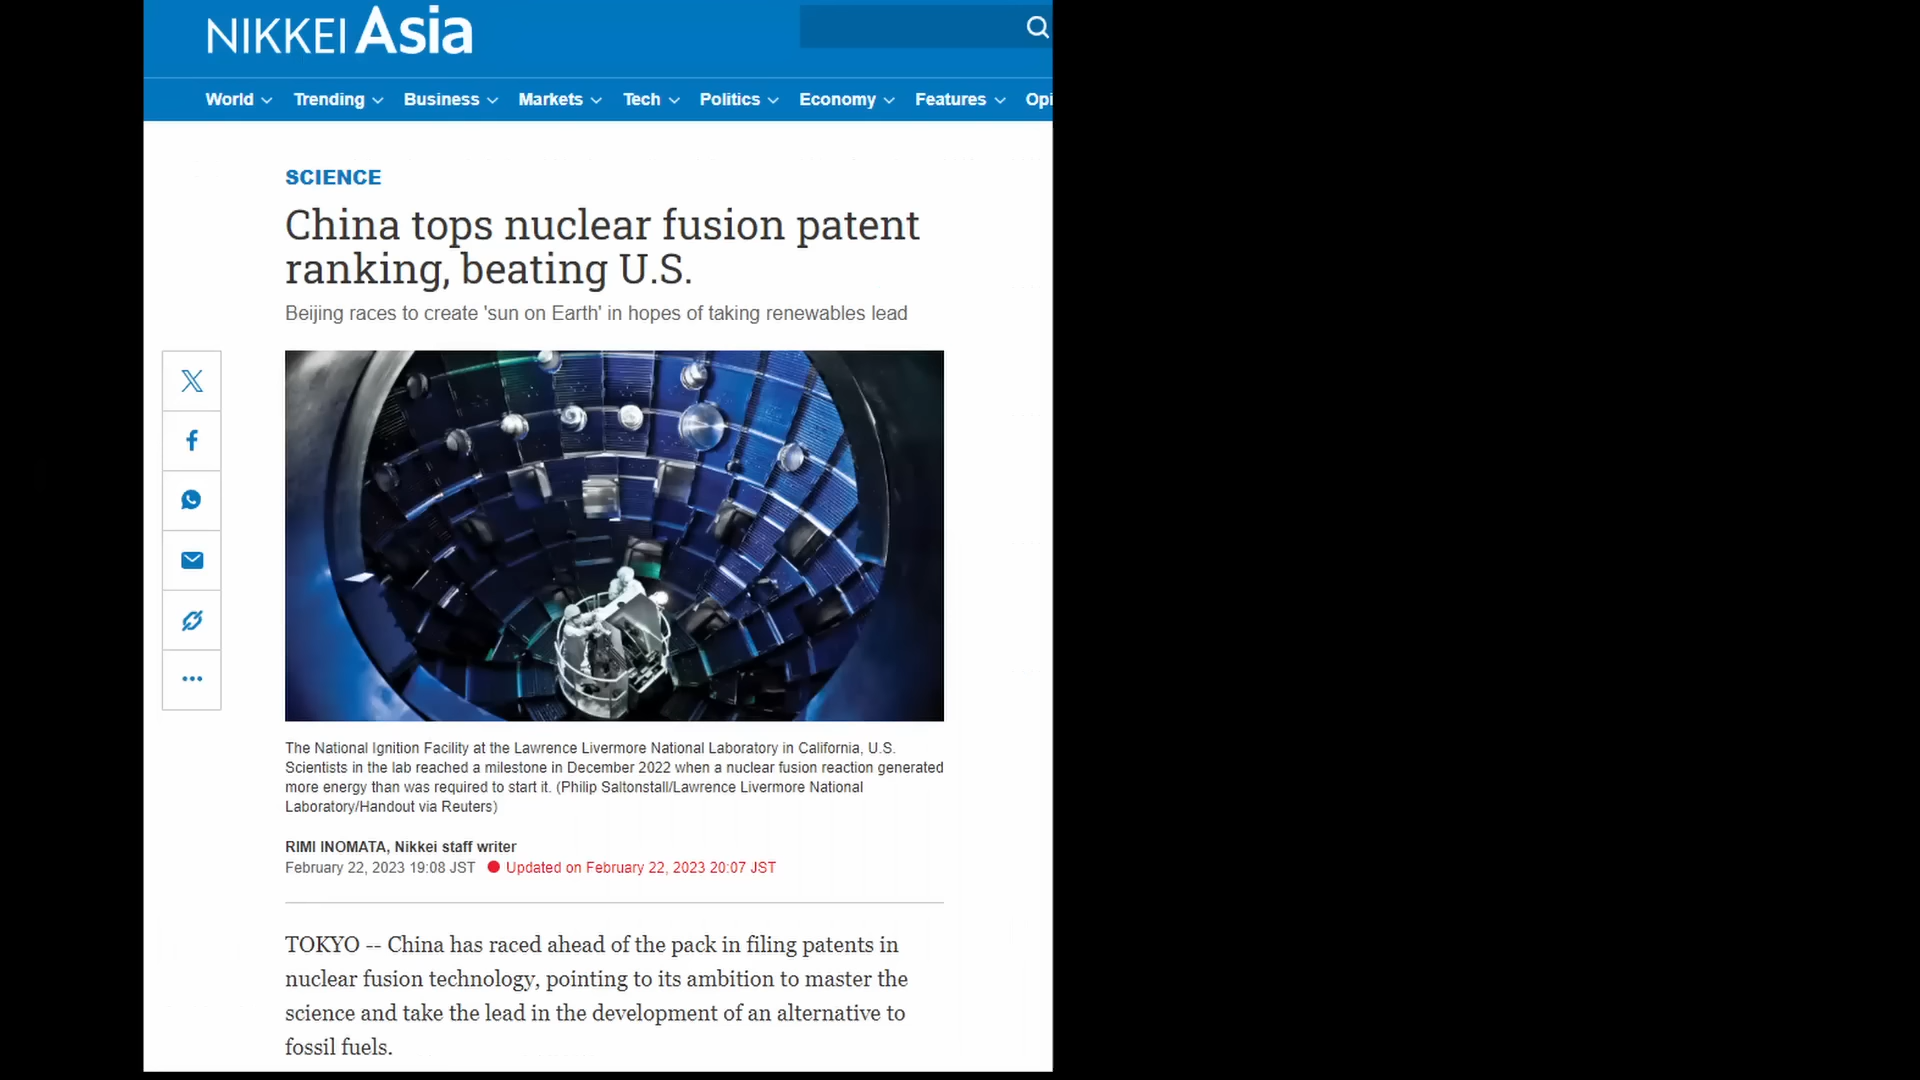 NIKKEI Asia
World Trending Business Markets Tech Politics Economy Features Opi
SCIENCE
China tops nuclear fusion patent
ranking, beating U.S.
Beijing races to create 'sun on Earth' in hopes of taking renewables lead
The National Ignition Facility at the Lawrence Livermore National Laboratory in California, U.S.
Scientists in the lab reached a milestone in December 2022 when a nuclear fusion reaction generated
more energy than was required to start it. (Philip Saltonstall/Lawrence Livermore National
Laboratory/Handout via Reuters)
RIMI INOMATA, Nikkei staff writer
February 22, 2023 19:08 JST Updated on February 22, 2023 20:07 JST
TOKYO -- China has raced ahead of the pack in filing patents in
nuclear fusion technology, pointing to its ambition to master the
science and take the lead in the development of an alternative to
fossil fuels.